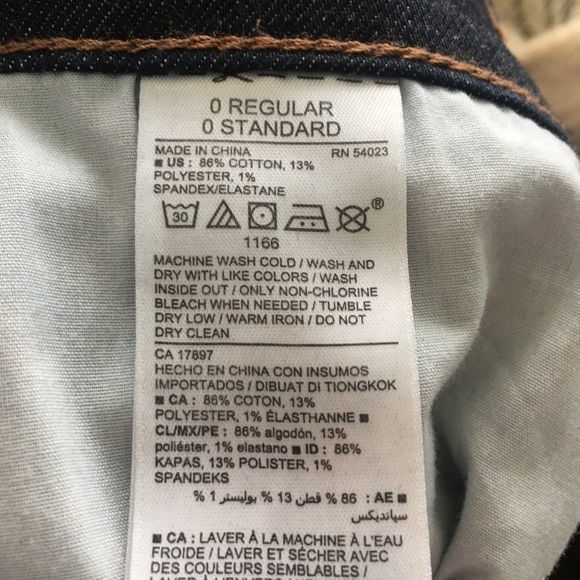 0 REGULAR
0 STANDARD
MADE IN CHINA RN 54023
■ US : 86% COTTON, 13%
POLYESTER, 1%
SPANDEX/ELASTANE
30 ®
1166
MACHINE WASH COLD / WASH AND
DRY WITH LIKE COLORS / WASH
INSIDE OUT / ONLY NON-CHLORINE
BLEACH WHEN NEEDED / TUMBLE
DRY LOW / WARM IRON / DO NOT
DRY CLEAN
CA 17897
HECHO EN CHINA CON INSUMOS
IMPORTADOS / DIBUAT DI TIONGKOK
■ CA : 86% COTON, 13%
POLYESTER, 1% ÉLASTHANNE ■
CL/MX/PE : 86% algodón, 13%
poliéster, 1% elastano ■ ID : 86%
KAPAS, 13% POLISTER, 1%
SPANDEKS
■ AE : 86 % قطن 13 % بوليستر 1 %
سباندیكس
■ CA : LAVER À LA MACHINE À L'EAU
FROIDE / LAVER ET SÉCHER AVEC
DES COULEURS SEMBLABLES /